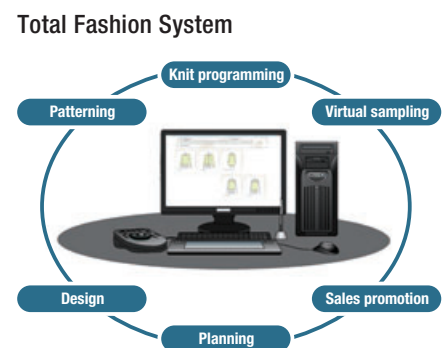 Total Fashion System
Knit programming
Patterning
Virtual sampling
Design
Sales promotion
Planning